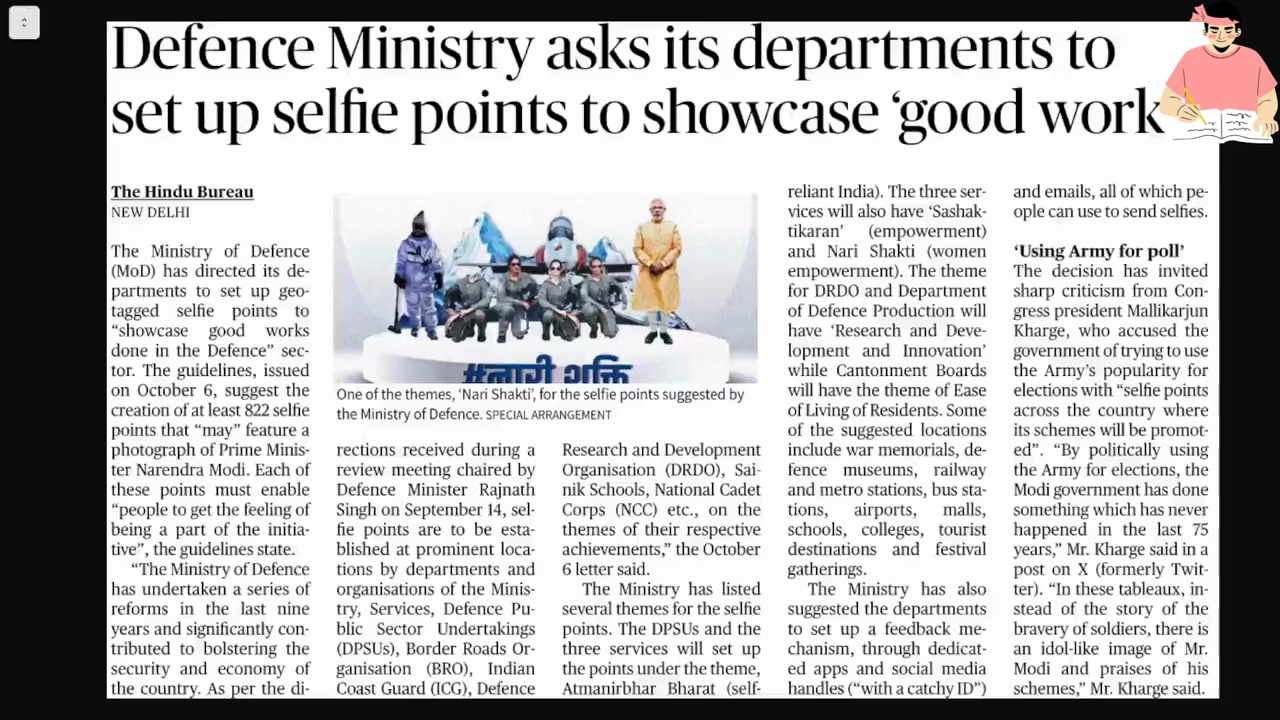 Defence Ministry asks its departments to
set up selfie points to showcase ‘good work
The Hindu Bureau
NEW DELHI
The Ministry of Defence
(MoD) has directed its de-
partments to set up geo-
tagged selfie points to
“showcase good works
done in the Defence” sec-
tor. The guidelines, issued
on October 6, suggest the
creation of at least 822 selfie
points that “may” feature a
photograph of Prime Minis-
ter Narendra Modi. Each of
these points must enable
“people to get the feeling of
being a part of the initia-
tive”, the guidelines state.
“The Ministry of Defence
has undertaken a series of
reforms in the last nine
years and significantly con-
tributed to bolstering the
security and economy of
the country. As per the di-
#नारी शक्ति
One of the themes, ‘Nari Shakti’, for the selfie points suggested by
the Ministry of Defence. SPECIAL ARRANGEMENT
rections received during a
review meeting chaired by
Defence Minister Rajnath
Singh on September 14, sel-
fie points are to be esta-
blished at prominent loca-
tions by departments and
organisations of the Minis-
try, Services, Defence Pu-
blic Sector Undertakings
(DPSUs), Border Roads Or-
ganisation (BRO), Indian
Coast Guard (ICG), Defence
Research and Development
Organisation (DRDO), Sai-
nik Schools, National Cadet
Corps (NCC) etc., on the
themes of their respective
achievements,” the October
6 letter said.
The Ministry has listed
several themes for the selfie
points. The DPSUs and the
three services will set up
the points under the theme,
Atmanirbhar Bharat (self-
reliant India). The three ser-
vices will also have ‘Sashak-
tikaran’ (empowerment)
and Nari Shakti (women
empowerment). The theme
for DRDO and Department
of Defence Production will
have ‘Research and Deve-
lopment and Innovation’
while Cantonment Boards
will have the theme of Ease
of Living of Residents. Some
of the suggested locations
include war memorials, de-
fence museums, railway
and metro stations, bus sta-
tions, airports, malls,
schools, colleges, tourist
destinations and festival
gatherings.
The Ministry has also
suggested the departments
to set up a feedback me-
chanism, through dedicat-
ed apps and social media
handles (“with a catchy ID”)
and emails, all of which pe-
ople can use to send selfies.
‘Using Army for poll’
The decision has invited
sharp criticism from Con-
gress president Mallikarjun
Kharge, who accused the
government of trying to use
the Army’s popularity for
elections with “selfie points
across the country where
its schemes will be promot-
ed”. “By politically using
the Army for elections, the
Modi government has done
something which has never
happened in the last 75
years,” Mr. Kharge said in a
post on X (formerly Twit-
ter). “In these tableaux, in-
stead of the story of the
bravery of soldiers, there is
an idol-like image of Mr.
Modi and praises of his
schemes,” Mr. Kharge said.